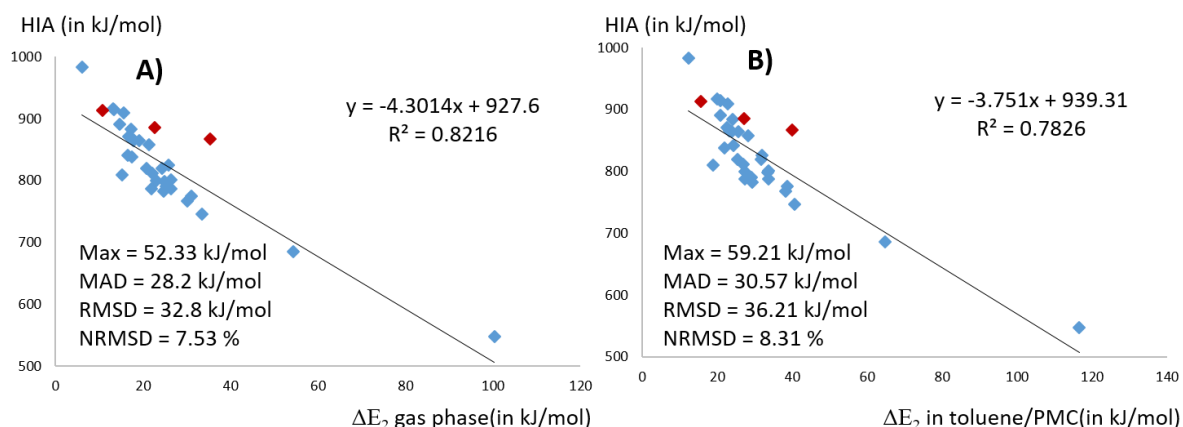 HIA (in kJ/mol)
A)
y = -4.3014x + 927.6
R² = 0.8216
1000
900
800
700
600
500
Max = 52.33 kJ/mol
MAD = 28.2 kJ/mol
RMSD = 32.8 kJ/mol
NRMSD = 7.53 %
0 20 40 60 80 100 120
ΔE₂ gas phase(in kJ/mol)
HIA (in kJ/mol)
B)
y = -3.751x + 939.31
R² = 0.7826
1000
900
800
700
600
500
Max = 59.21 kJ/mol
MAD = 30.57 kJ/mol
RMSD = 36.21 kJ/mol
NRMSD = 8.31 %
0 20 40 60 80 100 120 140
ΔE₂ in toluene/PMC(in kJ/mol)